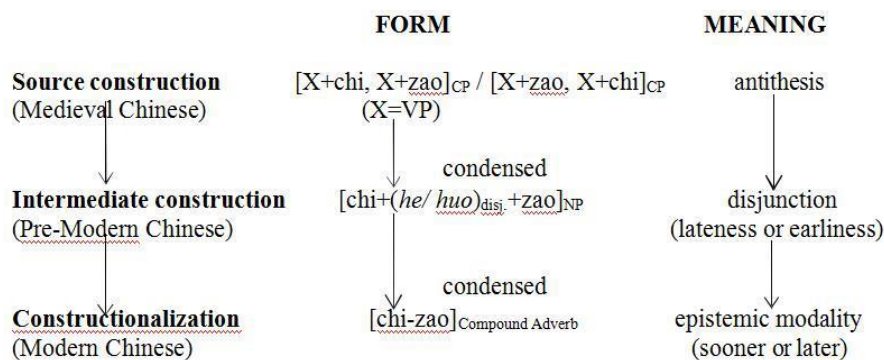 FORM MEANING
Source construction [X+chi, X+zao]CP / [X+zao, X+chi]CP antithesis
(Medieval Chinese) (X=VP)
condensed
Intermediate construction [chi+(he/ huo)disj.+zao]NP disjunction
(Pre-Modern Chinese) (lateness or earliness)
condensed
Constructionalization [chi-zao]Compound Adverb epistemic modality
(Modern Chinese) (sooner or later)